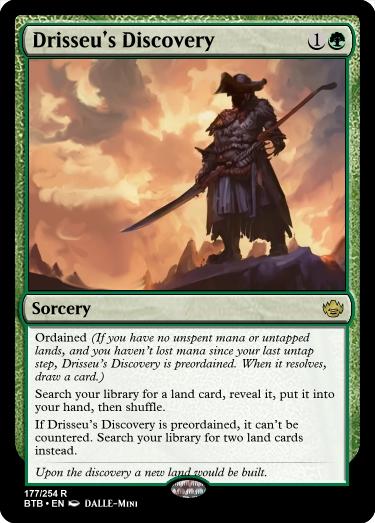 Drisseu's Discovery 1
Sorcery
Ordained (If you have no unspent mana or untapped
lands, and you haven't lost mana since your last untap
step, Drisseu's Discovery is preordained. When it resolves,
draw a card.)
Search your library for a land card, reveal it, put it into
your hand, then shuffle.
If Drisseu's Discovery is preordained, it can't be
countered. Search your library for two land cards
instead.
Upon the discovery a new land would be built.
177/254 R
BTB • EN DALLE-Mini